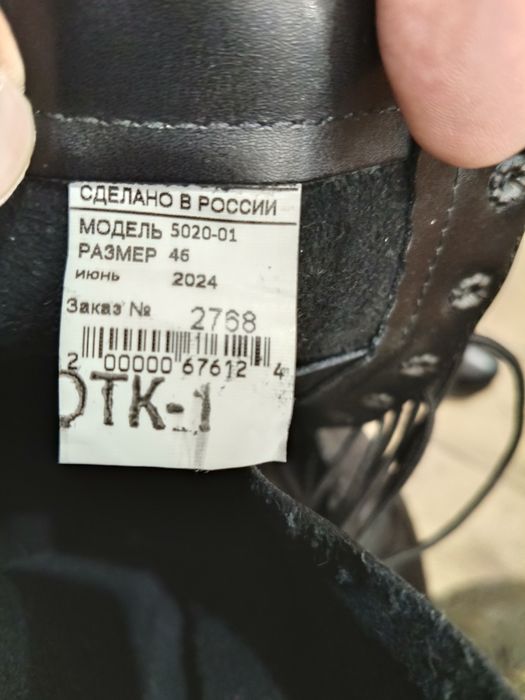 СДЕЛАНО В РОССИИ
МОДЕЛЬ 5020-01
РАЗМЕР 46
июнь 2024
Заказ № 2768
2 00000 67612 4
ОТК-1